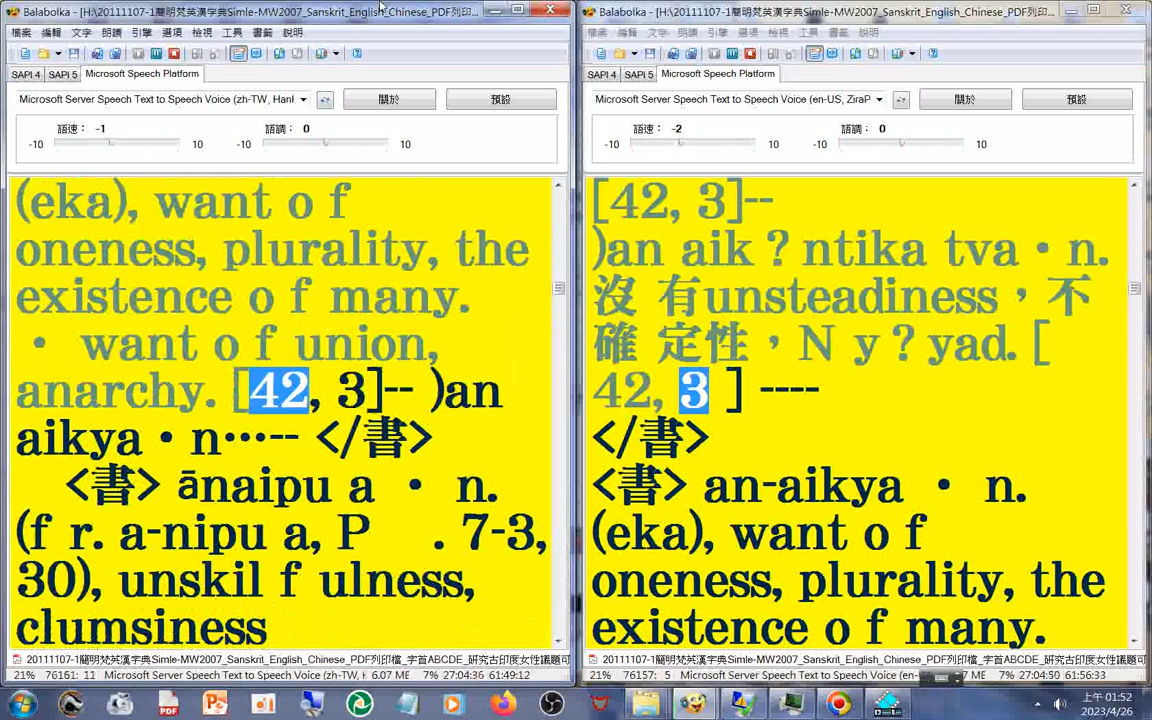 Balabolka - [H:\20111107-1簡明梵英漢字典Simle-MW2007_Sanskrit_English_Chinese_PDF列印...
檔案 編輯 文字 朗讀 引擎 選項 檢視 工具 書籤 說明
SAPI 4 SAPI 5 Microsoft Speech Platform
Microsoft Server Speech Text to Speech Voice (zh-TW, Hanl
關於 預設
語速： -1 語調： 0
-10 10 -10 10
(eka), want o f
oneness, plurality, the
existence o f many.
• want o f union,
anarchy. [42, 3]-- )an
aikya • n···-- </書>
<書> ānaipu a • n.
(f r. a-nipu a, P . 7-3,
30), unskil f ulness,
clumsiness
20111107-1簡明梵英漢字典Simle-MW2007_Sanskrit_English_Chinese_PDF列印檔_字首ABCDE_研究古印度女性議題可
21% 76161: 11 Microsoft Server Speech Text to Speech Voice (zh-TW, H 6.07 ME 7% 27:04:36 61:49:12
Balabolka - [H:\20111107-1簡明梵英漢字典Simle-MW2007_Sanskrit_English_Chinese_PDF列印...
檔案 編輯 文字 朗讀 引擎 選項 檢視 工具 書籤 說明
SAPI 4 SAPI 5 Microsoft Speech Platform
Microsoft Server Speech Text to Speech Voice (en-US, ZiraP
關於 預設
語速： -2 語調： 0
-10 10 -10 10
[42, 3]--
)an aik ? ntika tva • n.
沒 有unsteadiness，不
確 定性，N y ? yad. [
42, 3 ] ----
</書>
<書> an-aikya • n.
(eka), want o f
oneness, plurality, the
existence o f many.
20111107-1簡明梵英漢字典Simle-MW2007_Sanskrit_English_Chinese_PDF列印檔_字首ABCDE_研究古印度女性議題可
21% 76157: 5 Microsoft Server Speech Text to Speech Voice (en-US, Z 7% 27:04:50 61:56:33
上午 01:52
2023/4/26